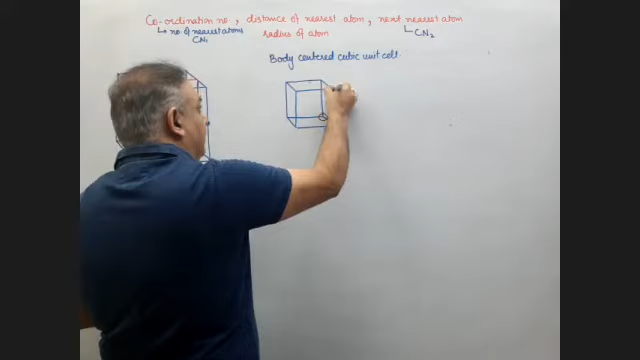 Co-ordination no, distance of nearest atom, next nearest atom
↳ no. of nearest atoms radius of atom ↳ CN₂
CN₁
Body centered cubic unit cell.